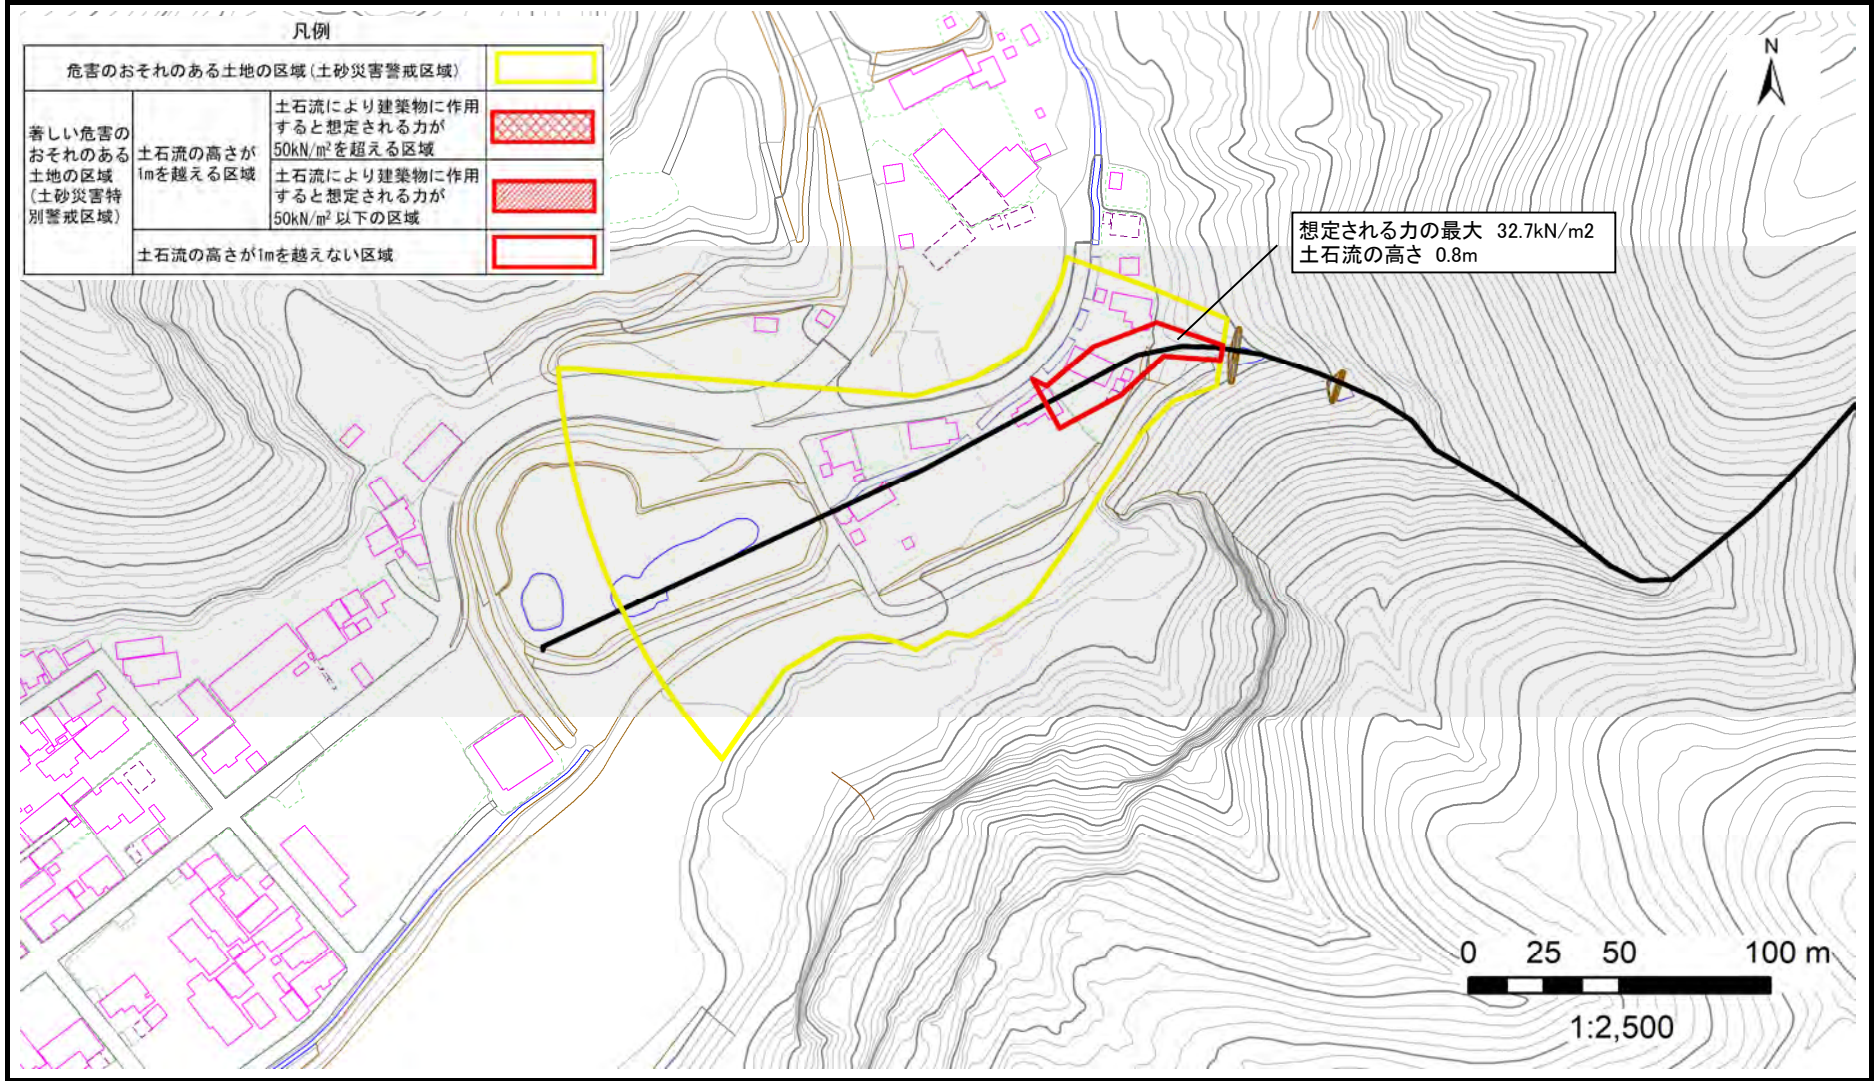 凡例
危害のおそれのある土地の区域(土砂災害警戒区域)
著しい危害の
おそれのある
土地の区域
(土砂災害特
別警戒区域)
土石流の高さが
1mを越える区域
土石流により建築物に作用
すると想定される力が
50kN/㎡を超える区域
土石流により建築物に作用
すると想定される力が
50kN/㎡以下の区域
土石流の高さが1mを越えない区域
N
想定される力の最大 32.7kN/m2
土石流の高さ 0.8m
0 25 50 100 m
1:2,500